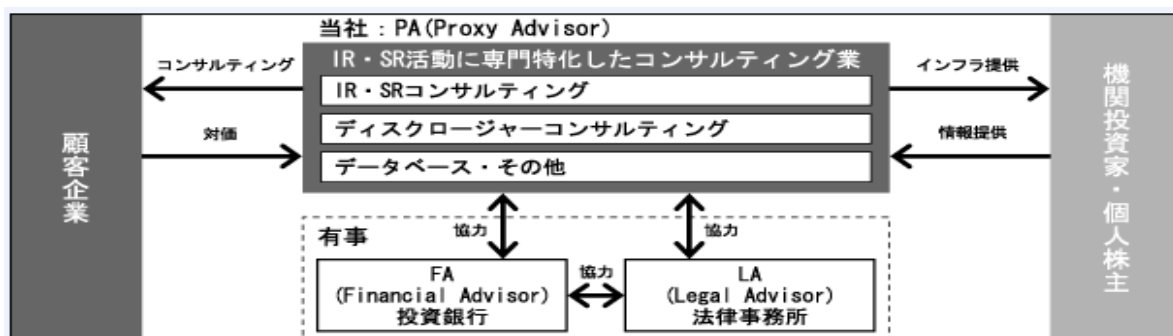 当社：PA(Proxy Advisor)
IR・SR活動に専門特化したコンサルティング業
IR・SRコンサルティング
ディスクロージャーコンサルティング
データベース・その他
コンサルティング
対価
顧客企業
インフラ提供
情報提供
機関投資家・個人株主
協力
協力
有事
FA
(Financial Advisor)
投資銀行
協力
LA
(Legal Advisor)
法律事務所